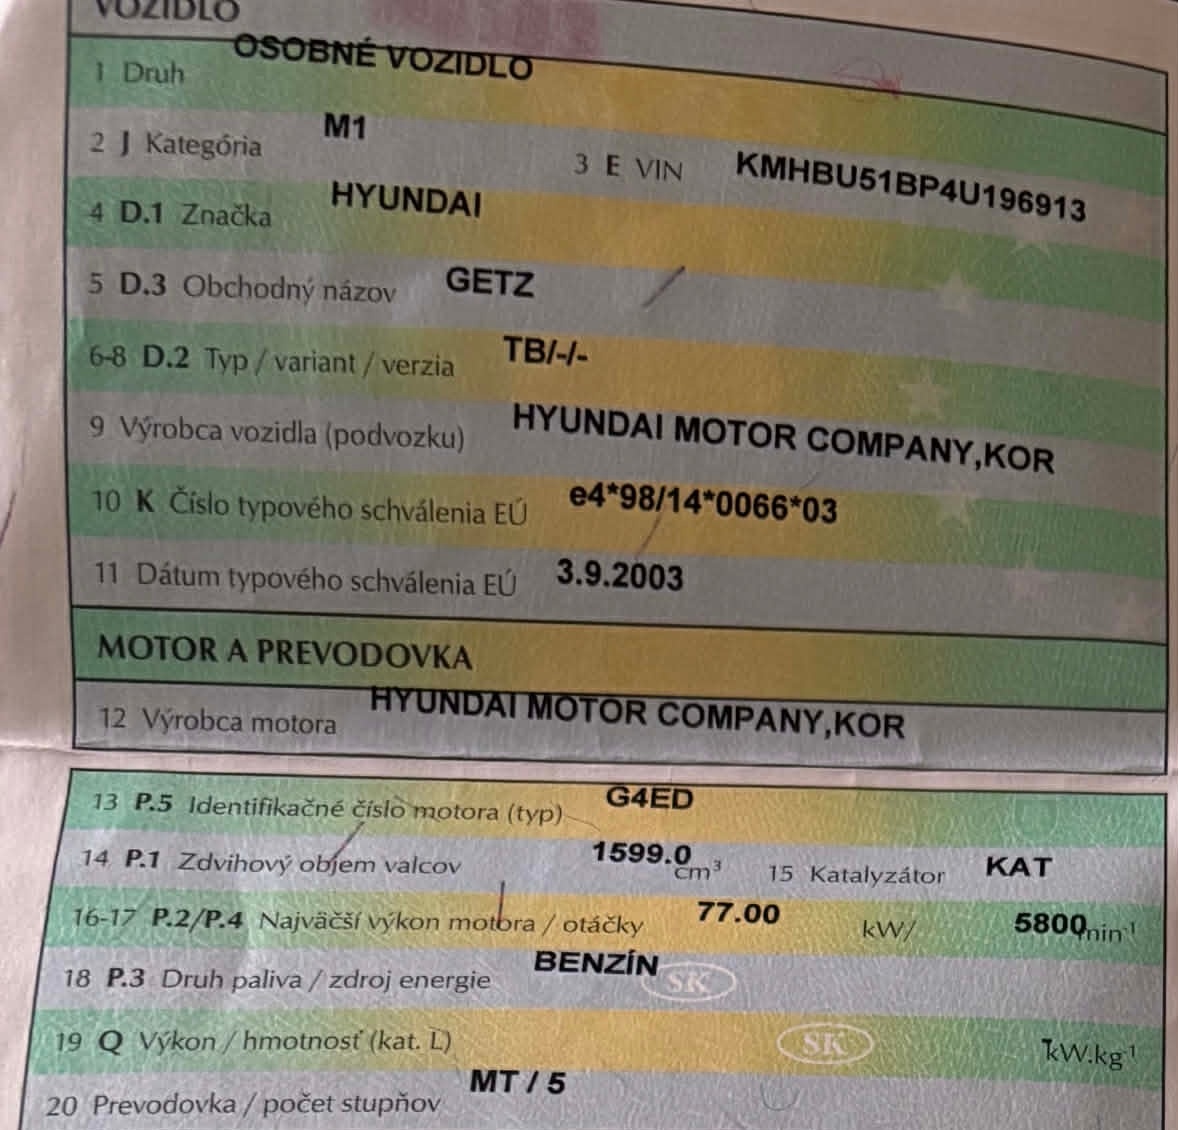 VOZIDLO
1 Druh OSOBNÉ VOZIDLO
2 J Kategória M1 3 E VIN KMHBU51BP4U196913
4 D.1 Značka HYUNDAI
5 D.3 Obchodný názov GETZ
6-8 D.2 Typ / variant / verzia TB/-/-
9 Výrobca vozidla (podvozku) HYUNDAI MOTOR COMPANY,KOR
10 K Číslo typového schválenia EÚ e4*98/14*0066*03
11 Dátum typového schválenia EÚ 3.9.2003
MOTOR A PREVODOVKA
12 Výrobca motora HYUNDAI MOTOR COMPANY,KOR
13 P.5 Identifikačné číslo motora (typ) G4ED
14 P.1 Zdvihový objem valcov 1599.0 cm³ 15 Katalyzátor KAT
16-17 P.2/P.4 Najväčší výkon motora / otáčky 77.00 kW/ 5800 min⁻¹
18 P.3 Druh paliva / zdroj energie BENZÍN SK
19 Q Výkon / hmotnosť (kat. L) SK kW.kg⁻¹
20 Prevodovka / počet stupňov MT / 5